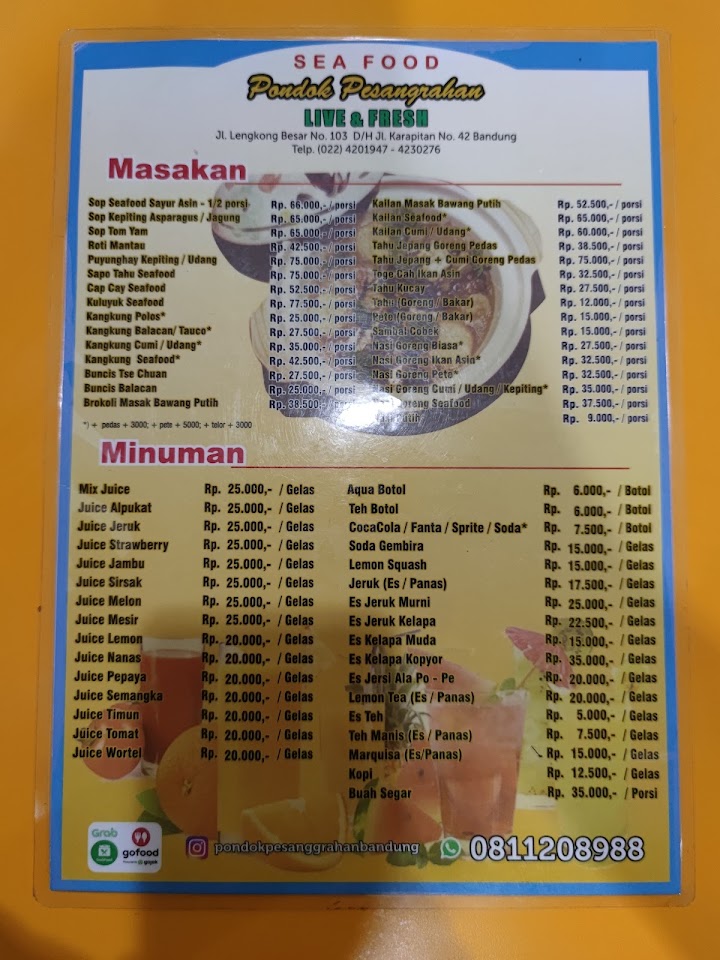 SEA FOOD
Pondok Pesangrahan
LIVE & FRESH
Jl. Lengkong Besar No. 103 D/H Jl. Karapitan No. 42 Bandung
Telp. (022) 4201947 - 4230276
Masakan
Sop Seafood Sayur Asin - 1/2 porsi Rp. 66.000,- / porsi
Sop Kepiting Asparagus / Jagung Rp. 65.000,- / porsi
Sop Tom Yam Rp. 65.000,- / porsi
Roti Mantau Rp. 42.500,- / porsi
Puyunghay Kepiting / Udang Rp. 75.000,- / porsi
Sapo Tahu Seafood Rp. 75.000,- / porsi
Cap Cay Seafood Rp. 52.500,- / porsi
Kuluyuk Seafood Rp. 77.500,- / porsi
Kangkung Polos* Rp. 25.000,- / porsi
Kangkung Balacan/ Tauco* Rp. 27.500,- / porsi
Kangkung Cumi / Udang* Rp. 35.000,- / porsi
Kangkung Seafood* Rp. 42.500,- / porsi
Buncis Tse Chuan Rp. 27.500,- / porsi
Buncis Balacan Rp. 25.000,- / porsi
Brokoli Masak Bawang Putih Rp. 38.500,- / porsi
*) + pedas + 3000; + pete + 5000; + telor + 3000
Kailan Masak Bawang Putih Rp. 52.500,- / porsi
Kailan Seafood* Rp. 65.000,- / porsi
Kailan Cumi / Udang* Rp. 60.000,- / porsi
Tahu Jepang Goreng Pedas Rp. 38.500,- / porsi
Tahu Jepang + Cumi Goreng Pedas Rp. 75.000,- / porsi
Toge Cah Ikan Asin Rp. 32.500,- / porsi
Tahu Kucay Rp. 27.500,- / porsi
Tahu (Goreng / Bakar) Rp. 12.000,- / porsi
Pete (Goreng / Bakar) Rp. 15.000,- / porsi
Sambal Cobek Rp. 15.000,- / porsi
Nasi Goreng Biasa* Rp. 27.500,- / porsi
Nasi Goreng Ikan Asin* Rp. 32.500,- / porsi
Nasi Goreng Pete* Rp. 32.500,- / porsi
Nasi Goreng Cumi / Udang / Kepiting* Rp. 35.000,- / porsi
Nasi Goreng Seafood Rp. 37.500,- / porsi
Rp. 9.000,- / porsi
Minuman
Mix Juice Rp. 25.000,- / Gelas
Juice Alpukat Rp. 25.000,- / Gelas
Juice Jeruk Rp. 25.000,- / Gelas
Juice Strawberry Rp. 25.000,- / Gelas
Juice Jambu Rp. 25.000,- / Gelas
Juice Sirsak Rp. 25.000,- / Gelas
Juice Melon Rp. 25.000,- / Gelas
Juice Mesir Rp. 25.000,- / Gelas
Juice Lemon Rp. 20.000,- / Gelas
Juice Nanas Rp. 20.000,- / Gelas
Juice Pepaya Rp. 20.000,- / Gelas
Juice Semangka Rp. 20.000,- / Gelas
Juice Timun Rp. 20.000,- / Gelas
Juice Tomat Rp. 20.000,- / Gelas
Juice Wortel Rp. 20.000,- / Gelas
Aqua Botol Rp. 6.000,- / Botol
Teh Botol Rp. 6.000,- / Botol
CocaCola / Fanta / Sprite / Soda* Rp. 7.500,- / Botol
Soda Gembira Rp. 15.000,- / Gelas
Lemon Squash Rp. 15.000,- / Gelas
Jeruk (Es / Panas) Rp. 17.500,- / Gelas
Es Jeruk Murni Rp. 25.000,- / Gelas
Es Jeruk Kelapa Rp. 22.500,- / Gelas
Es Kelapa Muda Rp. 15.000,- / Gelas
Es Kelapa Kopyor Rp. 35.000,- / Gelas
Es Jersi Ala Po - Pe Rp. 20.000,- / Gelas
Lemon Tea (Es / Panas) Rp. 20.000,- / Gelas
Es Teh Rp. 5.000,- / Gelas
Teh Manis (Es / Panas) Rp. 7.500,- / Gelas
Marquisa (Es/Panas) Rp. 15.000,- / Gelas
Kopi Rp. 12.500,- / Gelas
Buah Segar Rp. 35.000,- / Porsi
Grab
gofood
pondokpesanggrahanbandung
0811208988